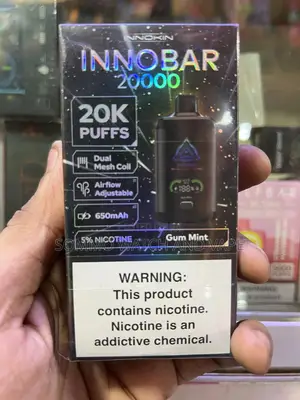 INNOKIN
INNOBAR
20000
20K
PUFFS
Dual
Mesh Coil
Airflow
Adjustable
650mAh
5% NICOTINE
Gum Mint
WARNING:
This product
contains nicotine.
Nicotine is an
addictive chemical.